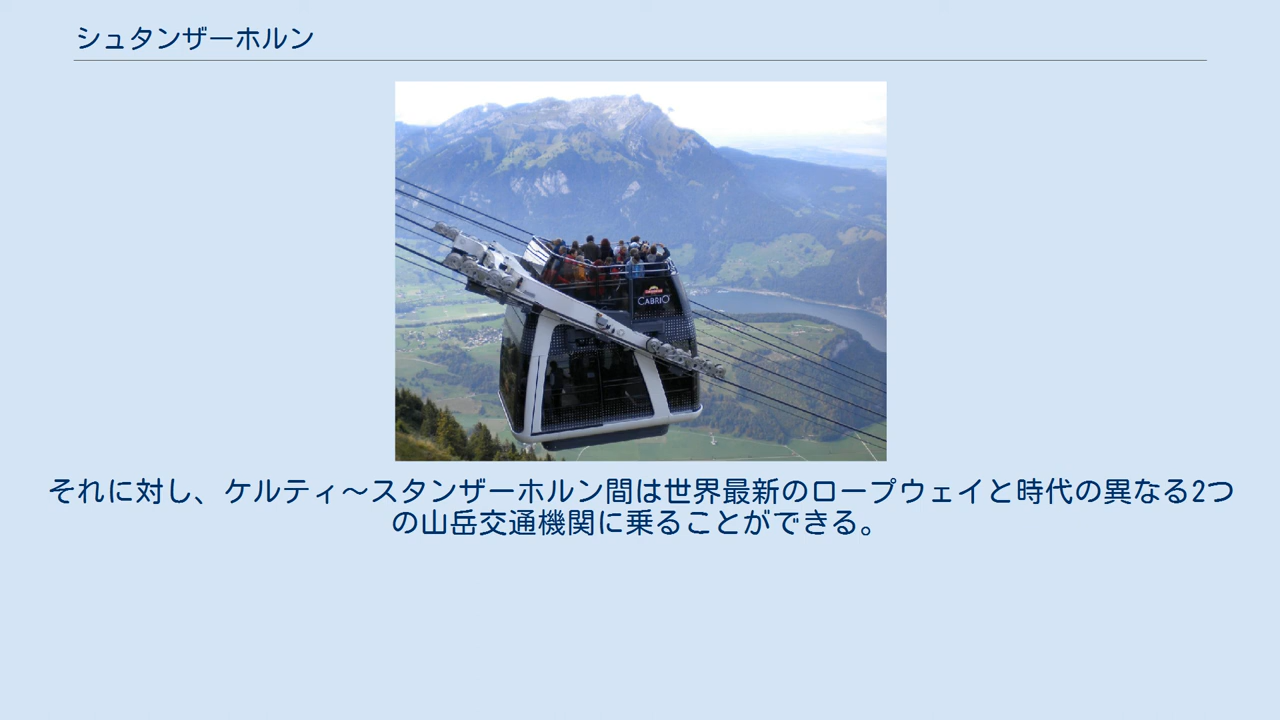 シュタンザーホルン
CABRIO
それに対し、ケルティ～スタンザーホルン間は世界最新のロープウェイと時代の異なる2つ
の山岳交通機関に乗ることができる。